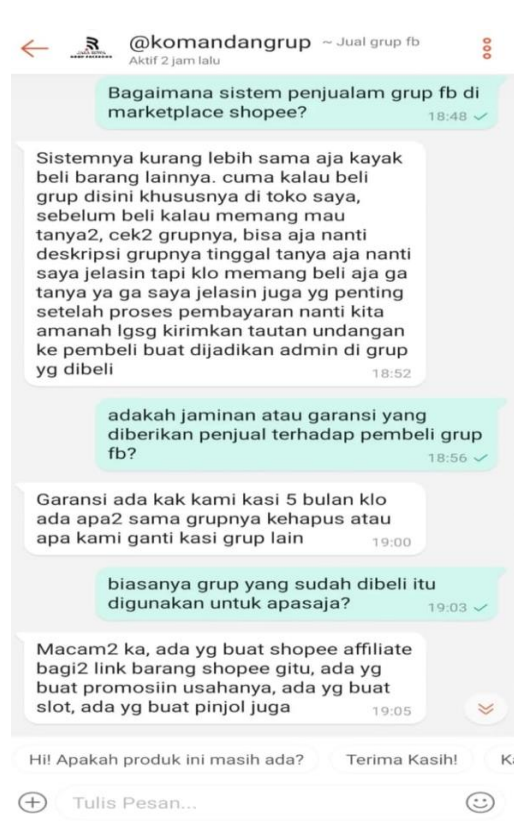 @komandangrup ~ Jual grup fb
Aktif 2 jam lalu
Bagaimana sistem penjualam grup fb di
marketplace shopee?
18:48
Sistemnya kurang lebih sama aja kayak
beli barang lainnya. cuma kalau beli
grup disini khususnya di toko saya,
sebelum beli kalau memang mau
tanya2, cek2 grupnya, bisa aja nanti
deskripsi grupnya tinggal tanya aja nanti
saya jelasin tapi klo memang beli aja ga
tanya ya ga saya jelasin juga yg penting
setelah proses pembayaran nanti kita
amanah lgsg kirimkan tautan undangan
ke pembeli buat dijadikan admin di grup
yg dibeli
18:52
adakah jaminan atau garansi yang
diberikan penjual terhadap pembeli grup
fb?
18:56
Garansi ada kak kami kasi 5 bulan klo
ada apa2 sama grupnya kehapus atau
apa kami ganti kasi grup lain
19:00
biasanya grup yang sudah dibeli itu
digunakan untuk apasaja?
19:03
Macam2 ka, ada yg buat shopee affiliate
bagi2 link barang shopee gitu, ada yg
buat promosiin usahanya, ada yg buat
slot, ada yg buat pinjol juga
19:05
Hi! Apakah produk ini masih ada?
Terima Kasih!
Tulis Pesan...